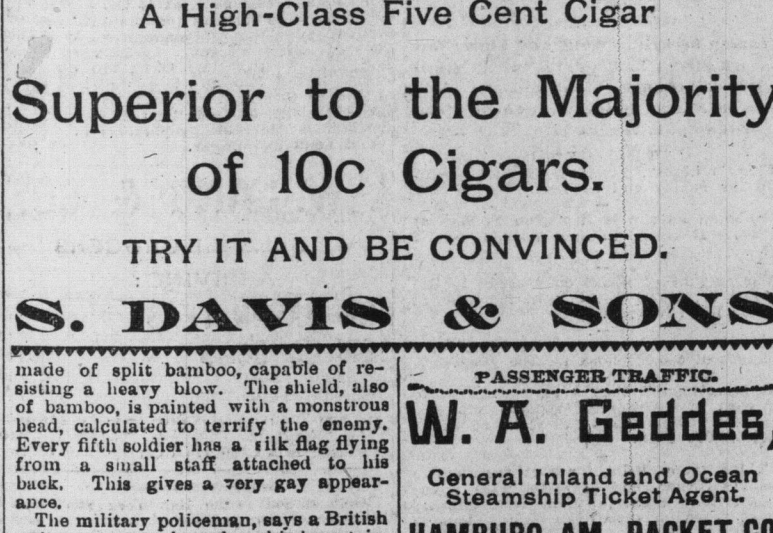 A High-Class Five Cent Cigar
Superior to the Majority
of 10c Cigars.
TRY IT AND BE CONVINCED.
S. DAVIS & SONS
made of split bamboo, capable of re-
sisting a heavy blow. The shield, also
of bamboo, is painted with a monstrous
head, calculated to terrify the enemy.
Every fifth soldier has a silk flag flying
from a small staff attached to his
back. This gives a very gay appear-
ance.
The military policeman, says a British
PASSENGER TRAFFIC.
W. A. Geddes,
General Inland and Ocean
Steamship Ticket Agent.
HAMBURG AM. PACKET CO